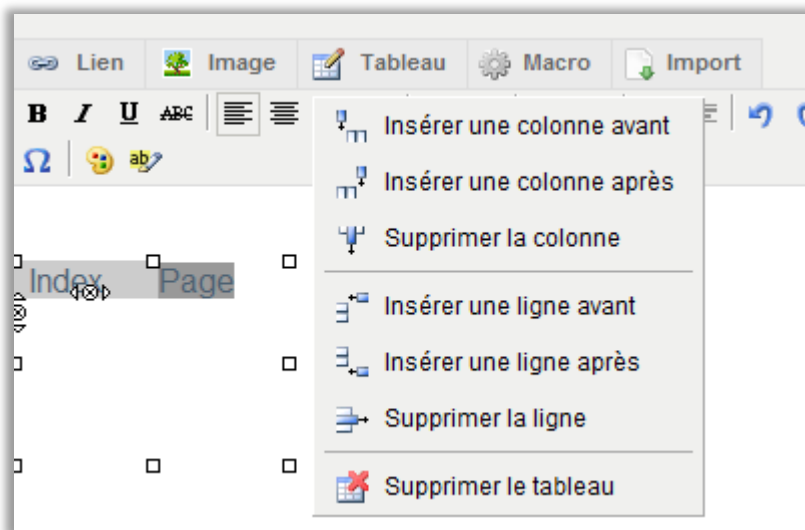 Lien Image Tableau Macro Import
B I U ABC
Ω ab
Insérer une colonne avant
Insérer une colonne après
Supprimer la colonne
Index Page
Insérer une ligne avant
Insérer une ligne après
Supprimer la ligne
Supprimer le tableau